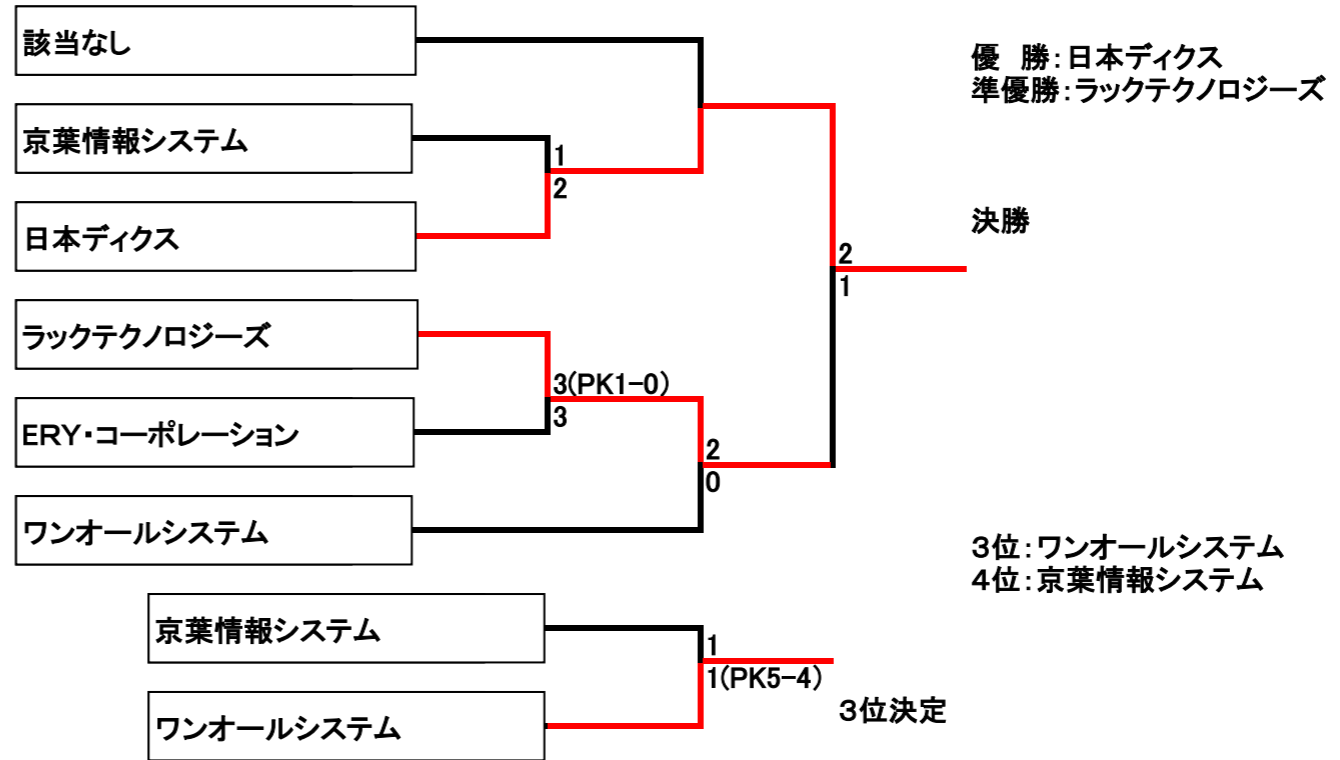 該当なし
優　勝：日本ディクス
準優勝：ラックテクノロジーズ
京葉情報システム
1
2
日本ディクス
決勝
2
1
ラックテクノロジーズ
3(PK1-0)
3
ERY・コーポレーション
2
0
ワンオールシステム
３位：ワンオールシステム
４位：京葉情報システム
京葉情報システム
1
1(PK5-4)
３位決定
ワンオールシステム